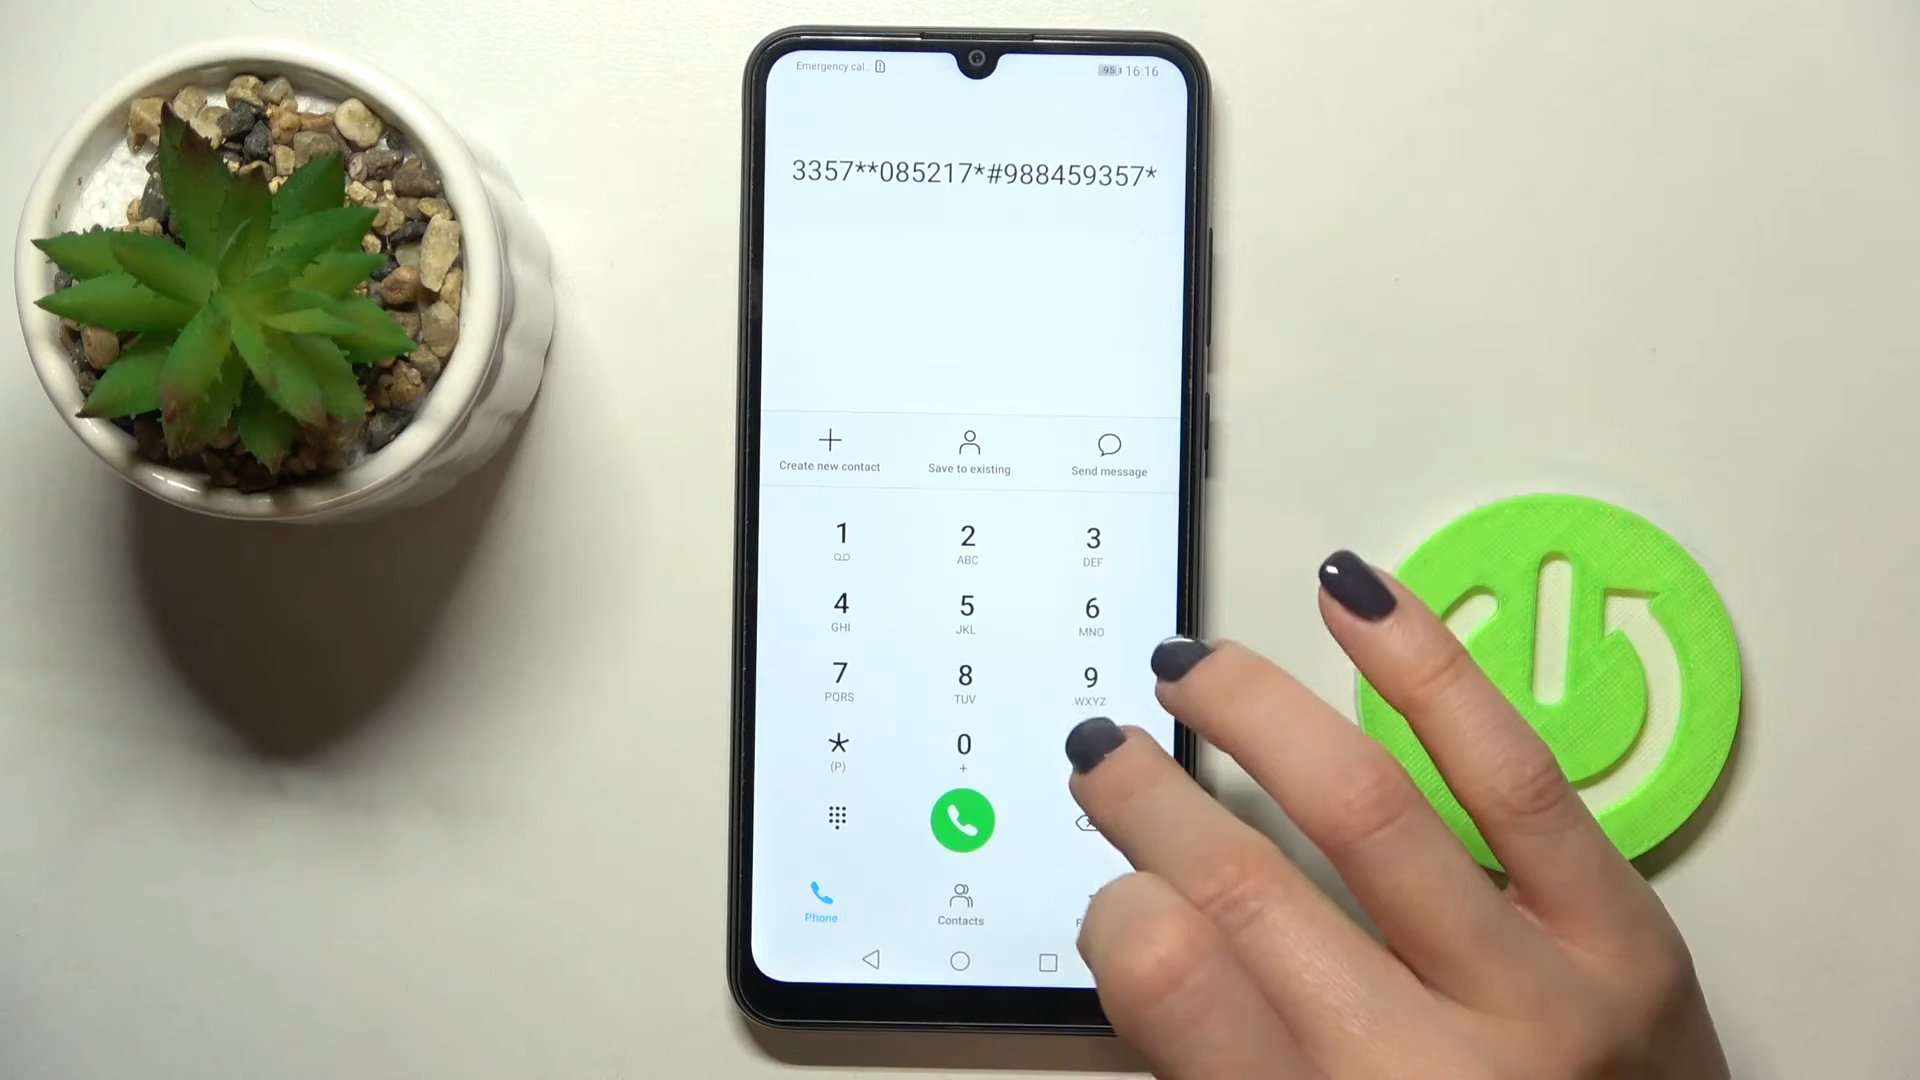 Emergency cal...
95 16:16
3357**085217*#988459357*
Create new contact
Save to existing
Send message
1
2 ABC
3 DEF
4 GHI
5 JKL
6 MNO
7 PQRS
8 TUV
9 WXYZ
* (P)
0 +
Phone
Contacts